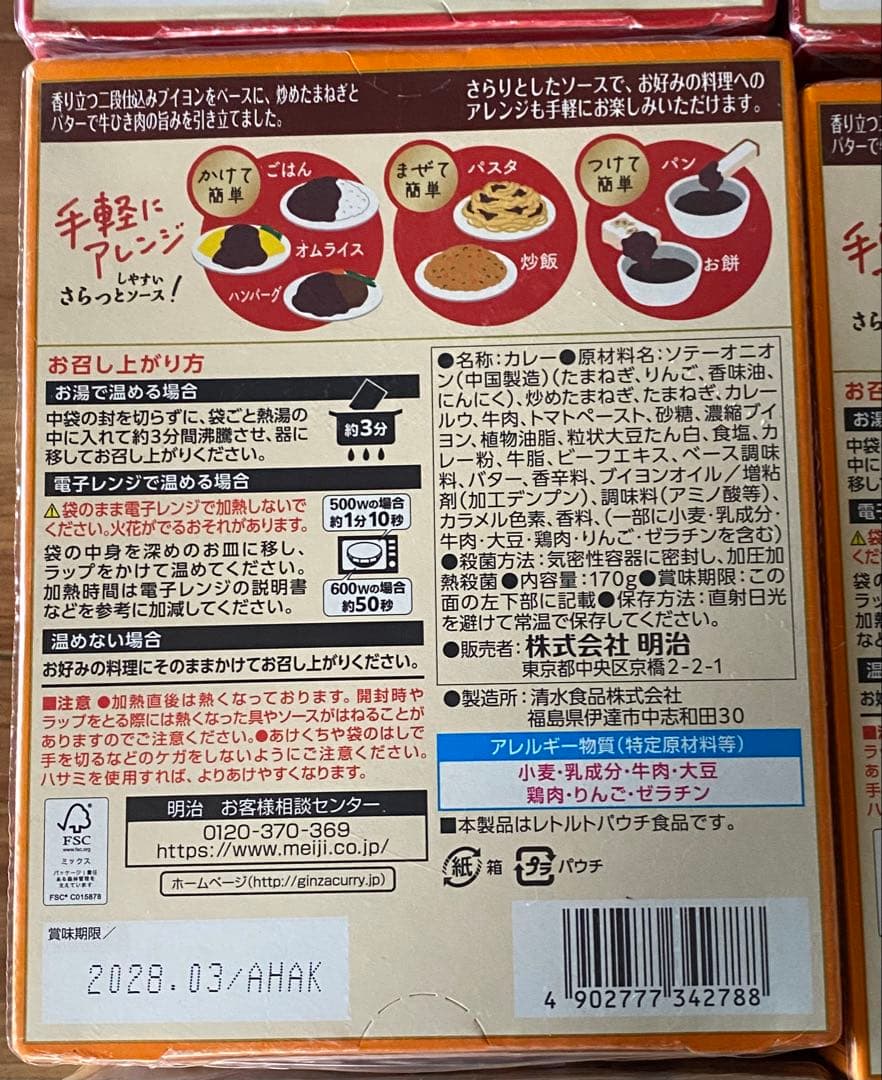 香り立つ二段仕込みブイヨンをベースに、炒めたまねぎと
バターで牛ひき肉の旨みを引き立てました。
さらりとしたソースで、お好みの料理への
アレンジも手軽にお楽しみいただけます。
手軽に
アレンジ
しやすい
さらっとソース!
かけて
簡単
ごはん
オムライス
ハンバーグ
まぜて
簡単
パスタ
炒飯
つけて
簡単
パン
お餅
お召し上がり方
お湯で温める場合
中袋の封を切らずに、袋ごと熱湯の
中に入れて約3分間沸騰させ、器に
移してお召し上がりください。
約3分
電子レンジで温める場合
⚠袋のまま電子レンジで加熱しないで
ください。火花がでるおそれがあります。
袋の中身を深めのお皿に移し、
ラップをかけて温めてください。
加熱時間は電子レンジの説明書
などを参考に加減してください。
500Wの場合
約1分10秒
600Wの場合
約50秒
温めない場合
お好みの料理にそのままかけてお召し上がりください。
■注意 ●加熱直後は熱くなっております。開封時や
ラップをとる際には熱くなった具やソースがはねることが
ありますのでご注意ください。●あけくちや袋のはしで
手を切るなどのケガをしないようにご注意ください。
ハサミを使用すれば、よりあけやすくなります。
●名称:カレー●原材料名:ソテーオニオ
ン(中国製造)(たまねぎ、りんご、香味油、
にんにく)、炒めたまねぎ、たまねぎ、カレー
ルウ、牛肉、トマトペースト、砂糖、濃縮ブイ
ヨン、植物油脂、粒状大豆たん白、食塩、カ
レー粉、牛脂、ビーフエキス、ベース調味
料、バター、香辛料、ブイヨンオイル/増粘
剤(加工デンプン)、調味料(アミノ酸等)、
カラメル色素、香料、(一部に小麦・乳成分・
牛肉・大豆・鶏肉・りんご・ゼラチンを含む)
●殺菌方法:気密性容器に密封し、加圧加
熱殺菌●内容量:170g●賞味期限:この
面の左下部に記載●保存方法:直射日光
を避けて常温で保存してください。
●販売者:株式会社 明治
東京都中央区京橋2-2-1
●製造所:清水食品株式会社
福島県伊達市中志和田30
アレルギー物質(特定原材料等)
小麦・乳成分・牛肉・大豆
鶏肉・りんご・ゼラチン
■本製品はレトルトパウチ食品です。
紙 箱 プラ パウチ
FSC
www.fsc.org
ミックス
パッケージ|責任
ある森林管理を
支えています
FSC® C015878
明治 お客様相談センター
0120-370-369
https://www.meiji.co.jp/
ホームページ(http://ginzacurry.jp)
賞味期限/
2028.03/AHAK
4 902777 342788
香り立つ
バターで
さら
お召
お湯
中袋
中に
移し